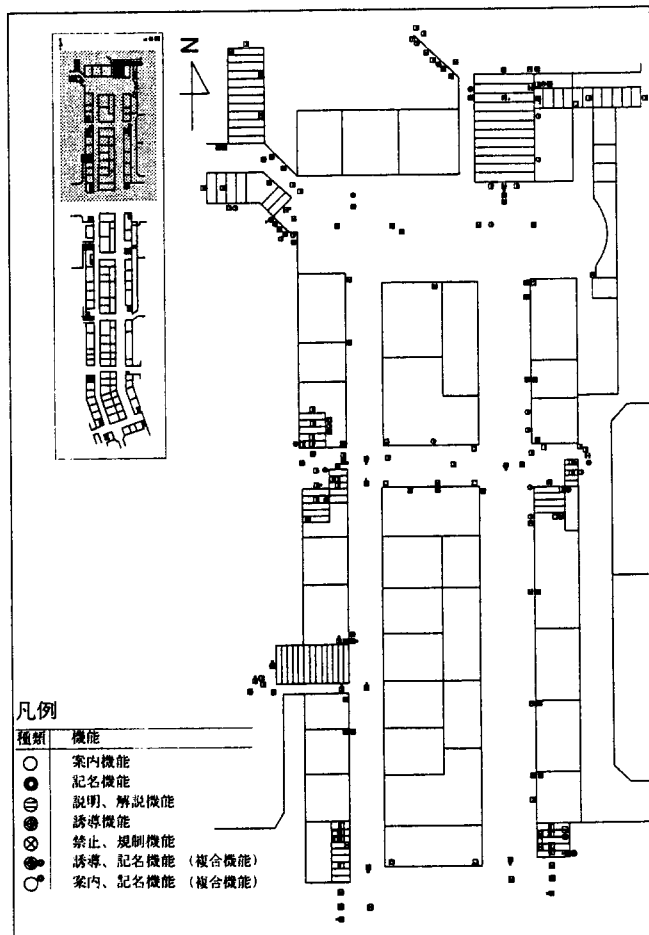 N
凡例
種類 機能
案内機能
記名機能
説明、解説機能
誘導機能
禁止、規制機能
誘導、記名機能 (複合機能)
案内、記名機能 (複合機能)